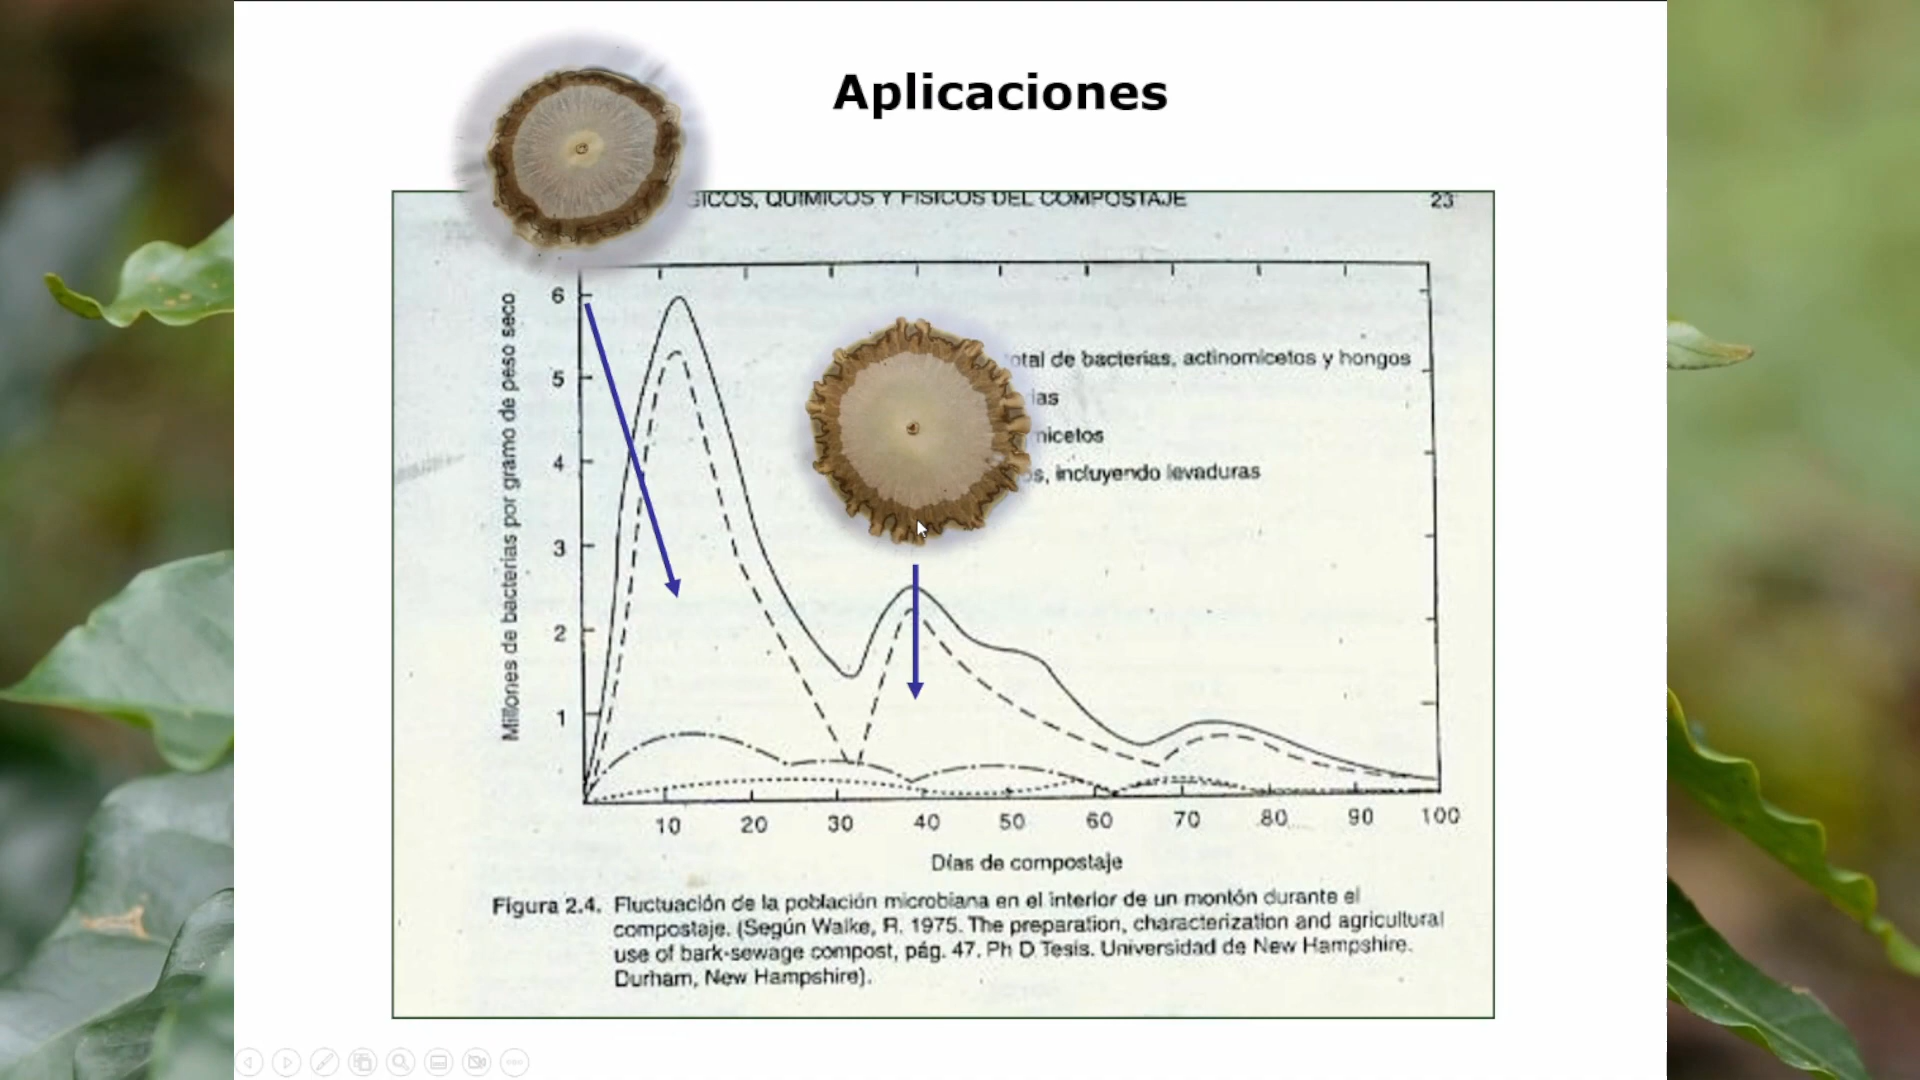 Aplicaciones
QUIMICOS Y FISICOS DEL COMPOSTAJE 23
Millones de bacterias por gramo de peso seco
6
5
4
3
2
1
otal de bacterias, actinomicetos y hongos
ias
nicetos
os, incluyendo levaduras
10 20 30 40 50 60 70 80 90 100
Días de compostaje
Figura 2.4. Fluctuación de la población microbiana en el interior de un montón durante el
compostaje. (Según Walke, R. 1975. The preparation, characterization and agricultural
use of bark-sewage compost, pág. 47. Ph D Tesis. Universidad de New Hampshire.
Durham, New Hampshire).